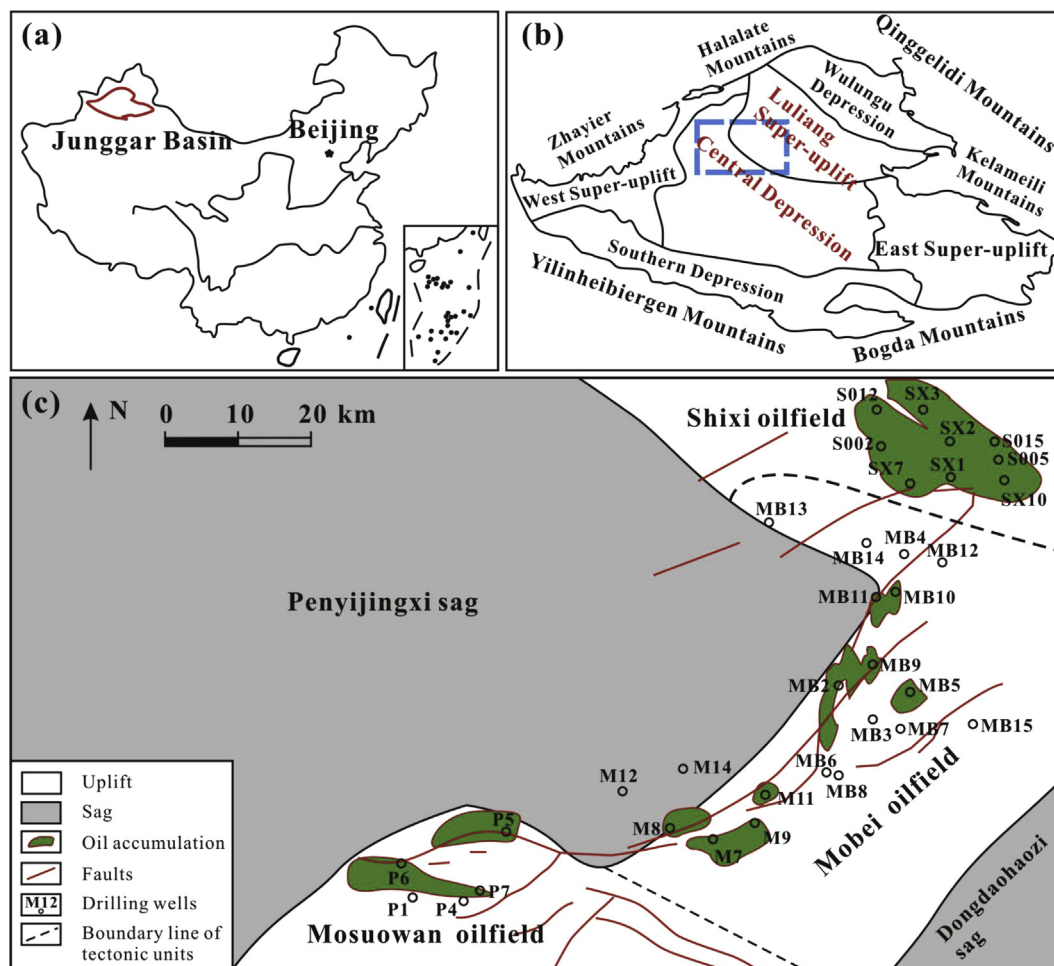 (a)
Junggar Basin
Beijing
(b)
Halalate
Mountains
Qinggelidi Mountains
Wulungu
Depression
Luliang
Super-uplift
Zhayier
Mountains
Central Depression
Kelameili
Mountains
West Super-uplift
East Super-uplift
Southern Depression
Yilinheibiergen Mountains
Bogda Mountains
(c)
N
0 10 20 km
Shixi oilfield
S012
SX3
SX2
S015
S002
S005
SX7
SX1
SX10
MB13
MB4
MB14
MB12
Penyijingxi sag
MB11
MB10
MB9
MB2
MB5
MB3
MB7
MB15
MB6
MB8
M14
M12
M11
M8
M9
M7
Mobei oilfield
P5
P6
P7
P1
P4
Mosuowan oilfield
Dongdaohaozi
sag
Uplift
Sag
Oil accumulation
Faults
M12
Drilling wells
Boundary line of
tectonic units